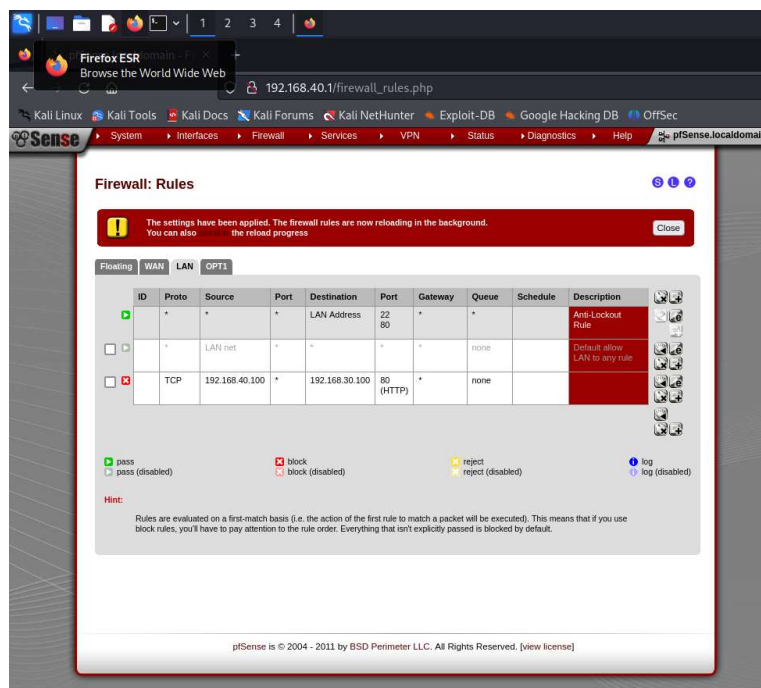 1 2 3 4
Firefox ESR
Browse the World Wide Web
192.168.40.1/firewall_rules.php
Kali Linux Kali Tools Kali Docs Kali Forums Kali NetHunter Exploit-DB Google Hacking DB OffSec
Sense System Interfaces Firewall Services VPN Status Diagnostics Help pfSense.localdomai
Firewall: Rules
S L ?
The settings have been applied. The firewall rules are now reloading in the background.
You can also the reload progress
Close
Floating WAN LAN OPT1
ID Proto Source Port Destination Port Gateway Queue Schedule Description
* * * LAN Address 22 80 * * Anti-Lockout Rule
* LAN net * * * * none Default allow LAN to any rule
TCP 192.168.40.100 * 192.168.30.100 80 (HTTP) * none
pass block reject log
pass (disabled) block (disabled) reject (disabled) log (disabled)
Hint:
Rules are evaluated on a first-match basis (i.e. the action of the first rule to match a packet will be executed). This means that if you use
block rules, you'll have to pay attention to the rule order. Everything that isn't explicitly passed is blocked by default.
pfSense is © 2004 - 2011 by BSD Perimeter LLC. All Rights Reserved. [view license]